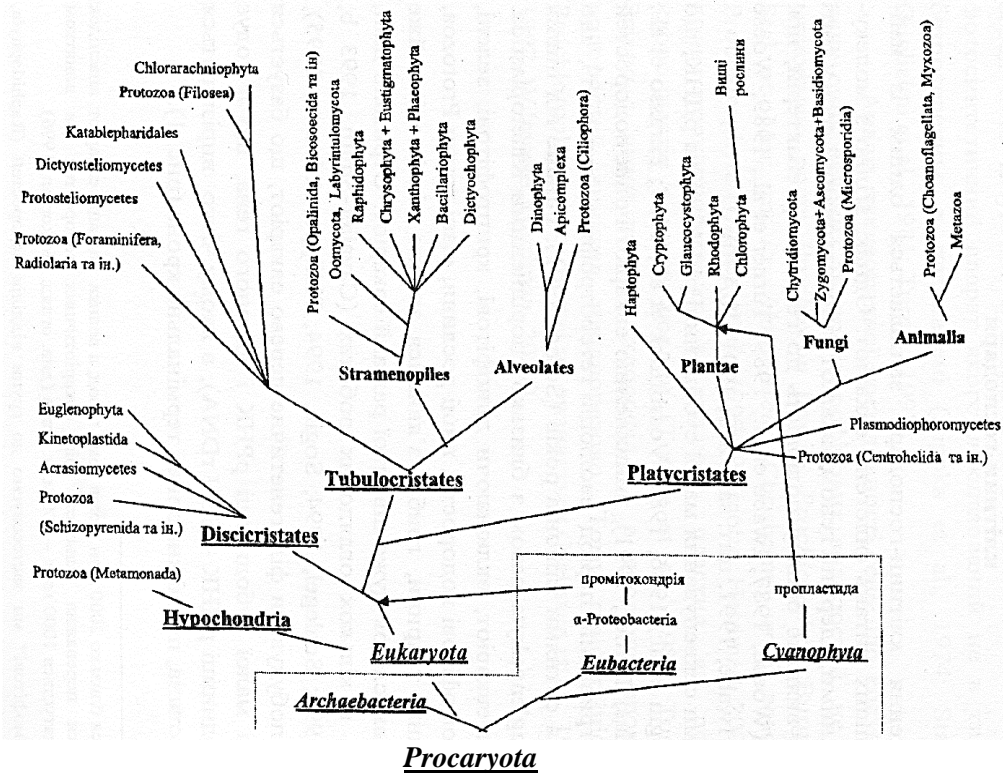 Chlorarachniophyta
Protozoa (Filosea)
Katablepharidales
Dictyosteliomycetes
Protosteliomycetes
Protozoa (Foraminifera,
Radiolaria та ін.)
Protozoa (Opalinida, Bicosoecida та ін)
Oomycota, Labyrintulomycota
Raphidophyta
Chrysophyta + Eustigmatophyta
Xanthophyta + Phaeophyta
Bacillariophyta
Dictyochophyta
Dinophyta
Apicomplexa
Protozoa (Ciliophora)
Haptophyta
Cryptophyta
Glaucocystophyta
Rhodophyta
Chlorophyta
Вищі
рослини
Chytridiomycota
Zygomycota+Ascomycota+Basidiomycota
Protozoa (Microsporidia)
Protozoa (Choanoflagellata, Myxozoa)
Metazoa
Stramenopiles
Alveolates
Plantae
Fungi
Animalia
Euglenophyta
Kinetoplastida
Acrasiomycetes
Protozoa
(Schizopyrenida та ін.)
Plasmodiophoromycetes
Protozoa (Centrohelida та ін.)
Tubulocristates
Platycristates
Discicristates
Protozoa (Metamonada)
Hypochondria
Eukaryota
промітохондрія
α-Proteobacteria
Eubacteria
пропластида
Cyanophyta
Archaebacteria
Procaryota